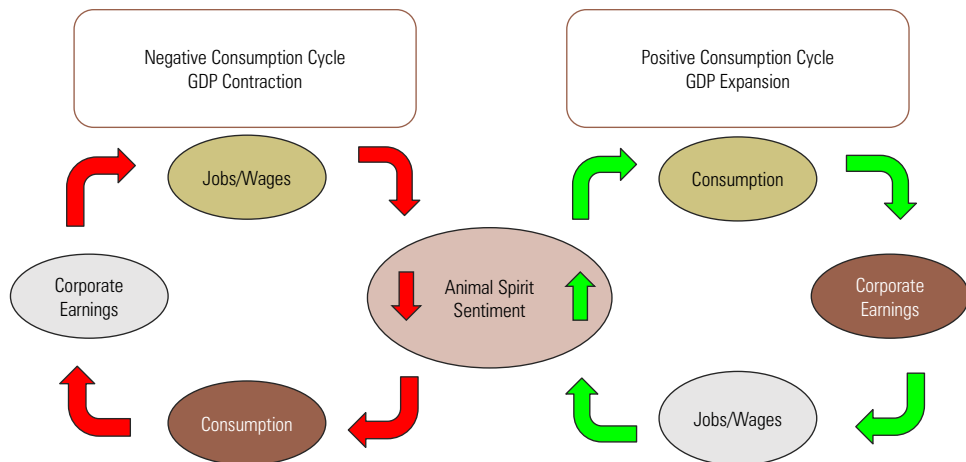 Negative Consumption Cycle
GDP Contraction
Positive Consumption Cycle
GDP Expansion
Jobs/Wages
Consumption
Corporate
Earnings
Animal Spirit
Sentiment
Corporate
Earnings
Consumption
Jobs/Wages